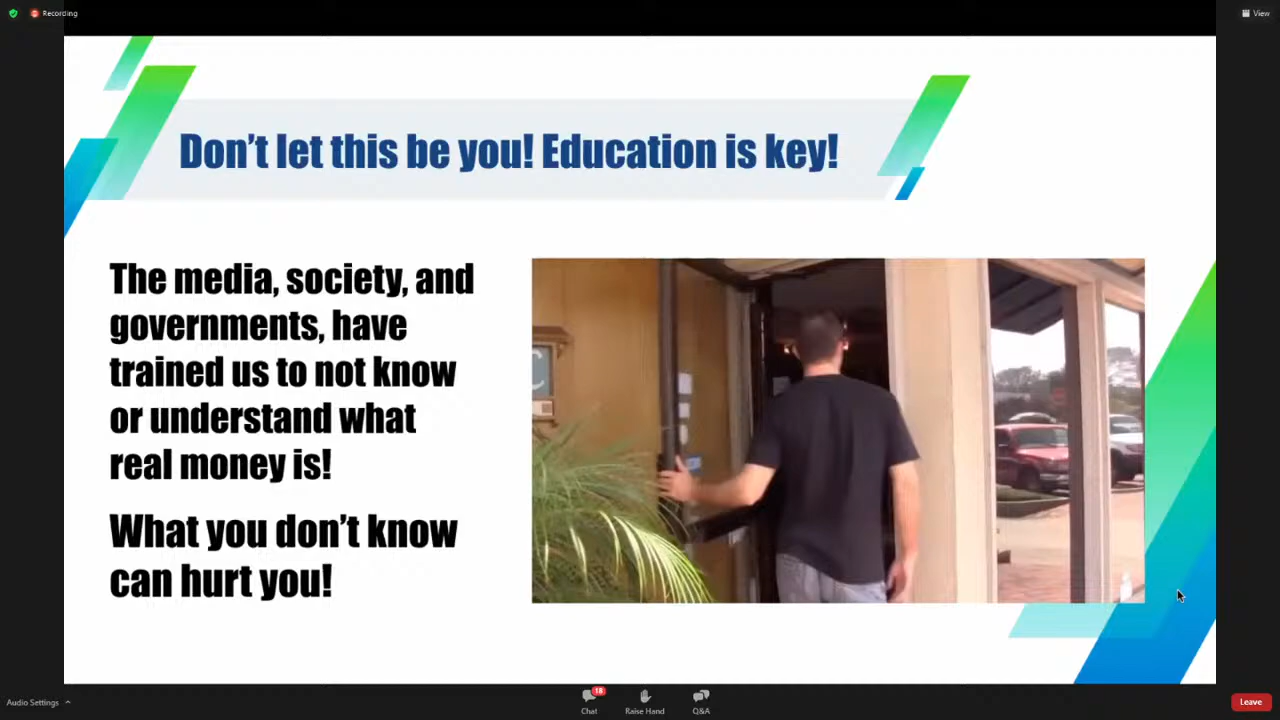 Recording
View
Don't let this be you! Education is key!
The media, society, and
governments, have
trained us to not know
or understand what
real money is!
What you don't know
can hurt you!
C
Audio Settings
18
Chat
Raise Hand
Q&A
Leave